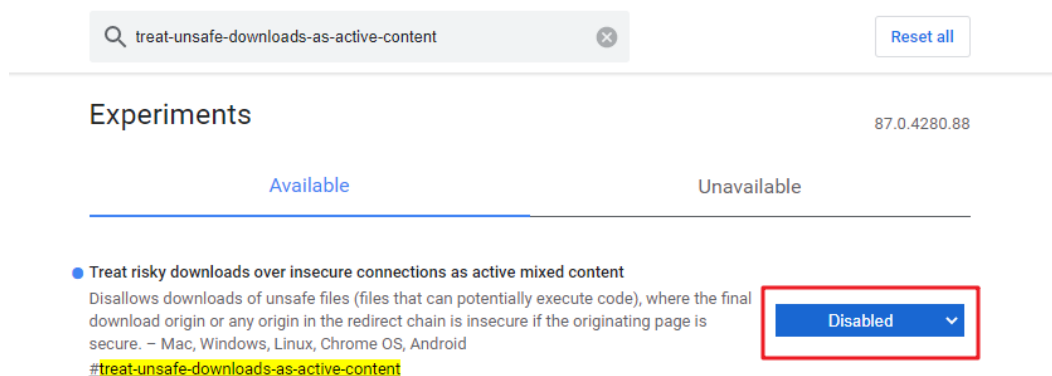 treat-unsafe-downloads-as-active-content
Reset all
Experiments
87.0.4280.88
Available
Unavailable
Treat risky downloads over insecure connections as active mixed content
Disallows downloads of unsafe files (files that can potentially execute code), where the final
download origin or any origin in the redirect chain is insecure if the originating page is
secure. – Mac, Windows, Linux, Chrome OS, Android
#treat-unsafe-downloads-as-active-content
Disabled